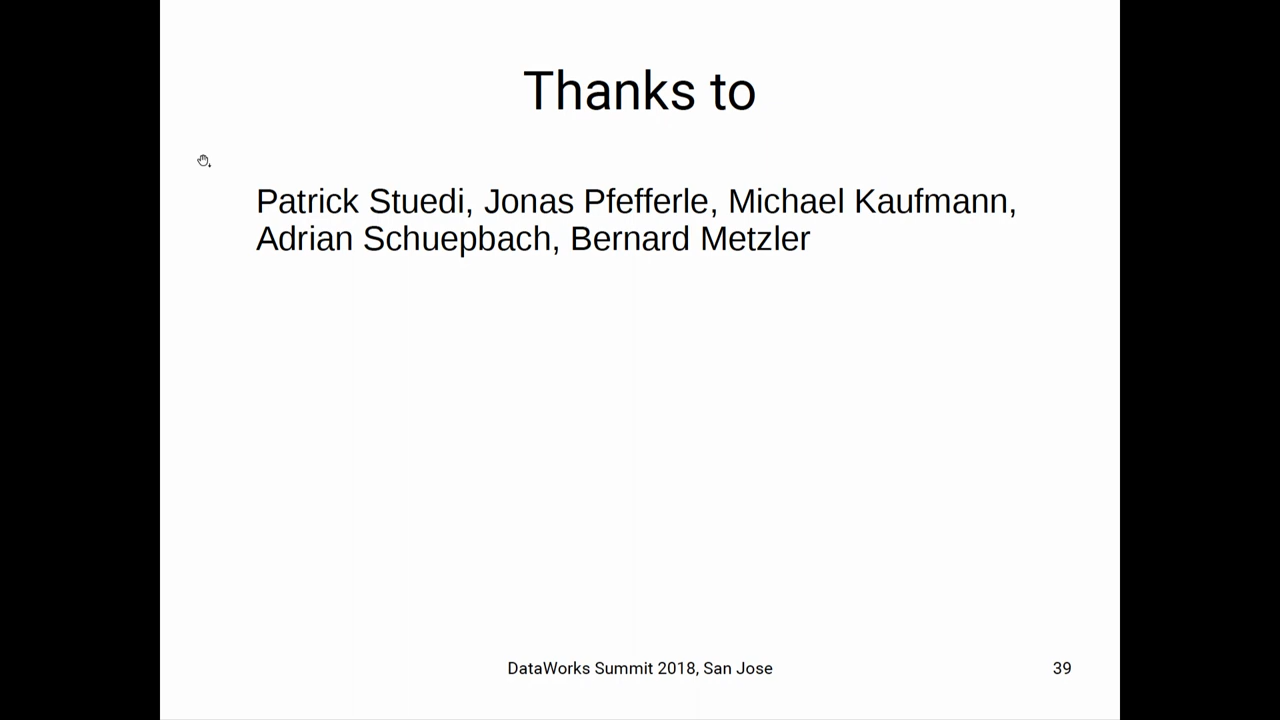 Thanks to
Patrick Stuedi, Jonas Pfefferle, Michael Kaufmann,
Adrian Schuepbach, Bernard Metzler
DataWorks Summit 2018, San Jose
39